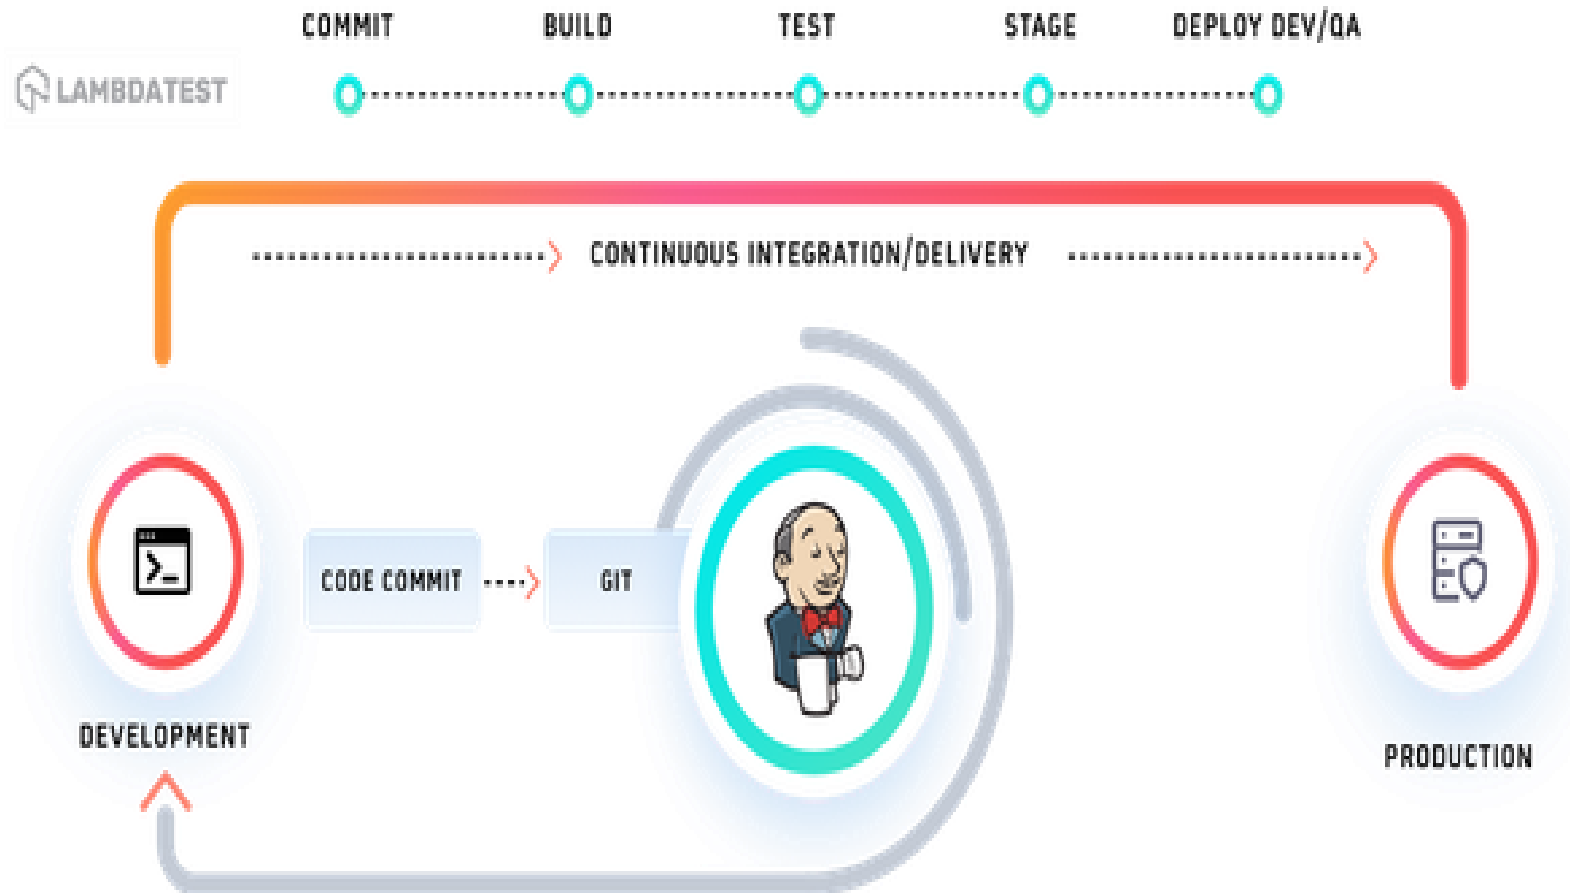 COMMIT
BUILD
TEST
STAGE
DEPLOY DEV/QA
LAMBDATEST
CONTINUOUS INTEGRATION/DELIVERY
CODE COMMIT
GIT
DEVELOPMENT
PRODUCTION